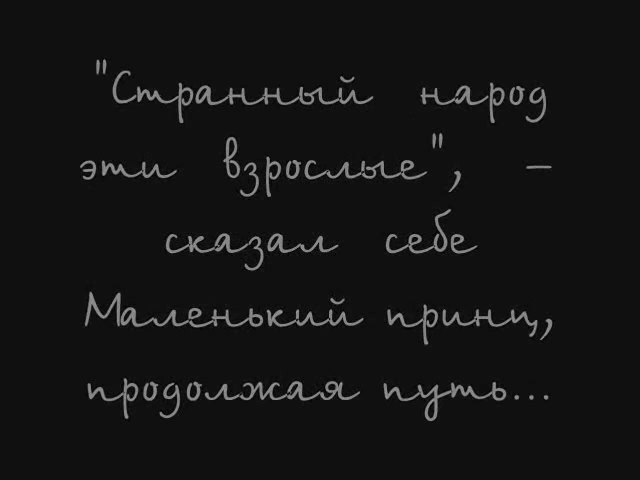 "Странный народ
эти взрослые", –
сказал себе
Маленький принц,
продолжая путь...